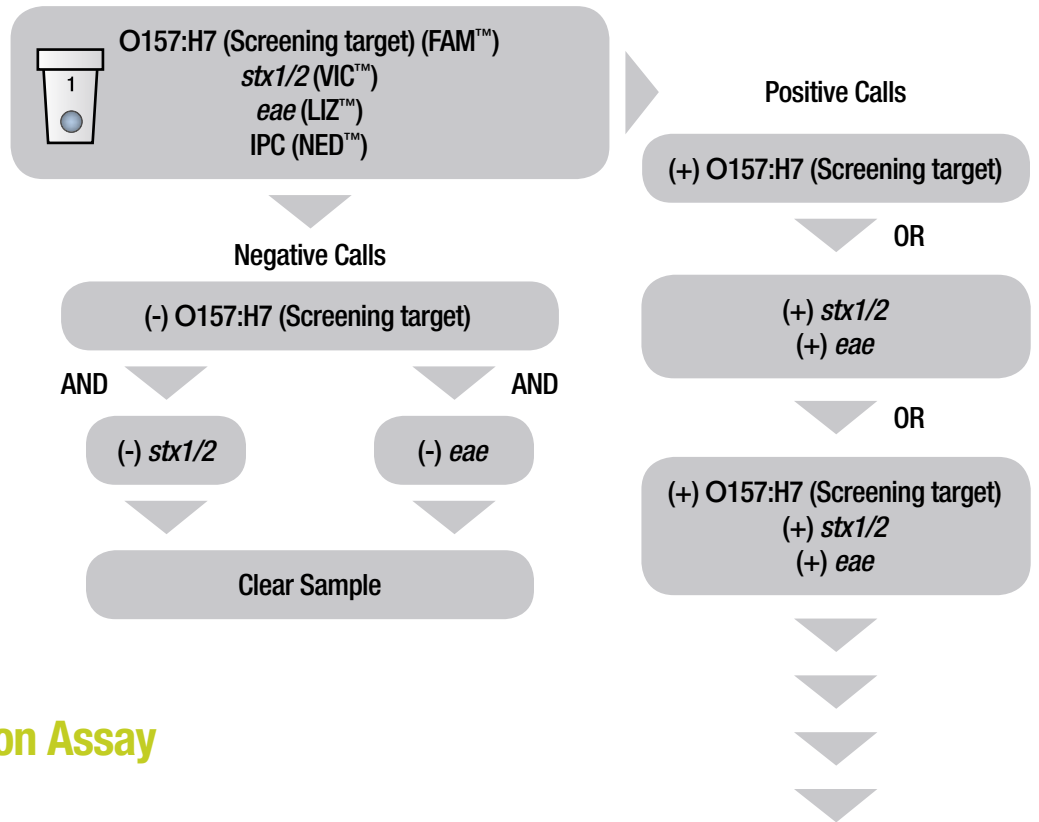 1
O157:H7 (Screening target) (FAM™)
stx1/2 (VIC™)
eae (LIZ™)
IPC (NED™)
Negative Calls
(-) O157:H7 (Screening target)
AND
AND
(-) stx1/2
(-) eae
Clear Sample
Positive Calls
(+) O157:H7 (Screening target)
OR
(+) stx1/2
(+) eae
OR
(+) O157:H7 (Screening target)
(+) stx1/2
(+) eae
on Assay